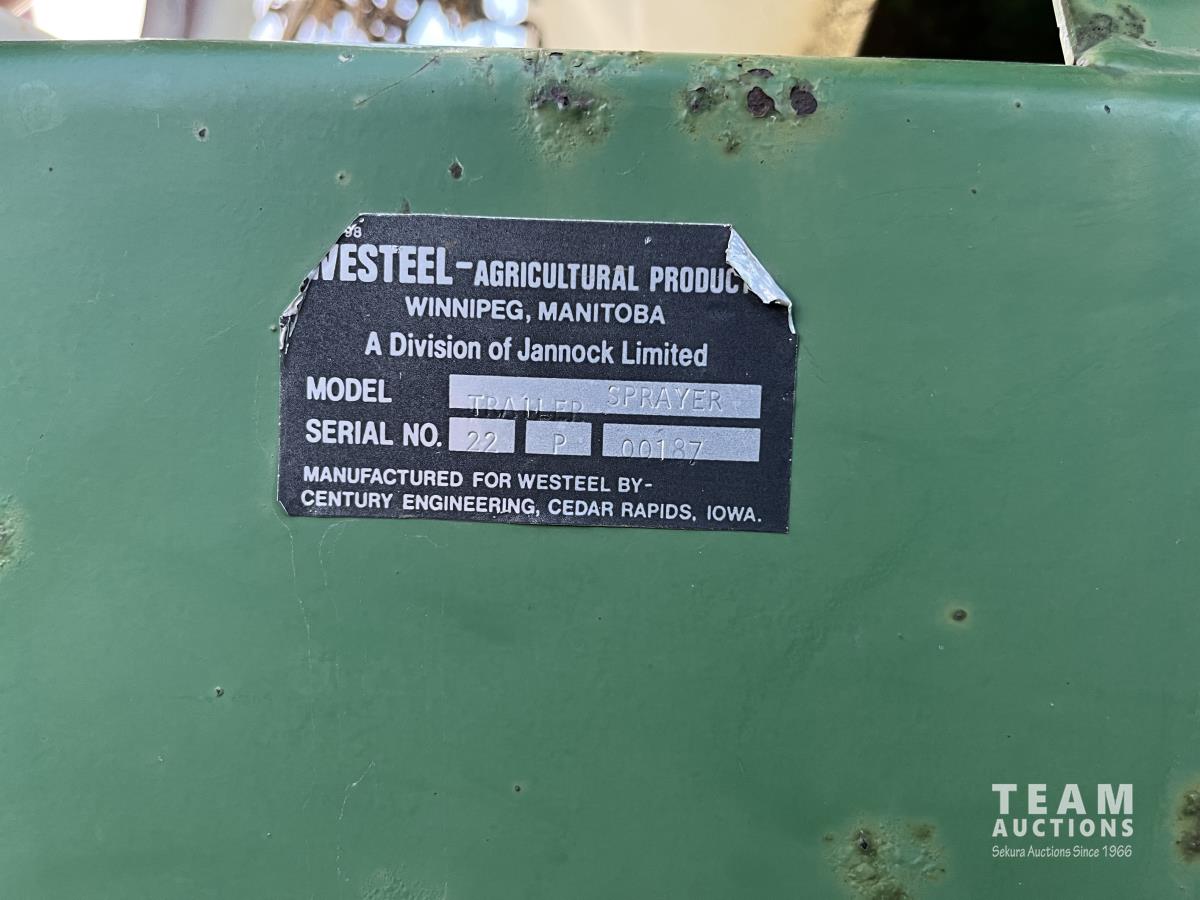 98
WESTEEL-AGRICULTURAL PRODUCT
WINNIPEG, MANITOBA
A Division of Jannock Limited
MODEL TRAILER SPRAYER
SERIAL NO. 22 P 00187
MANUFACTURED FOR WESTEEL BY-
CENTURY ENGINEERING, CEDAR RAPIDS, IOWA.
TEAM
AUCTIONS
Sekura Auctions Since 1966